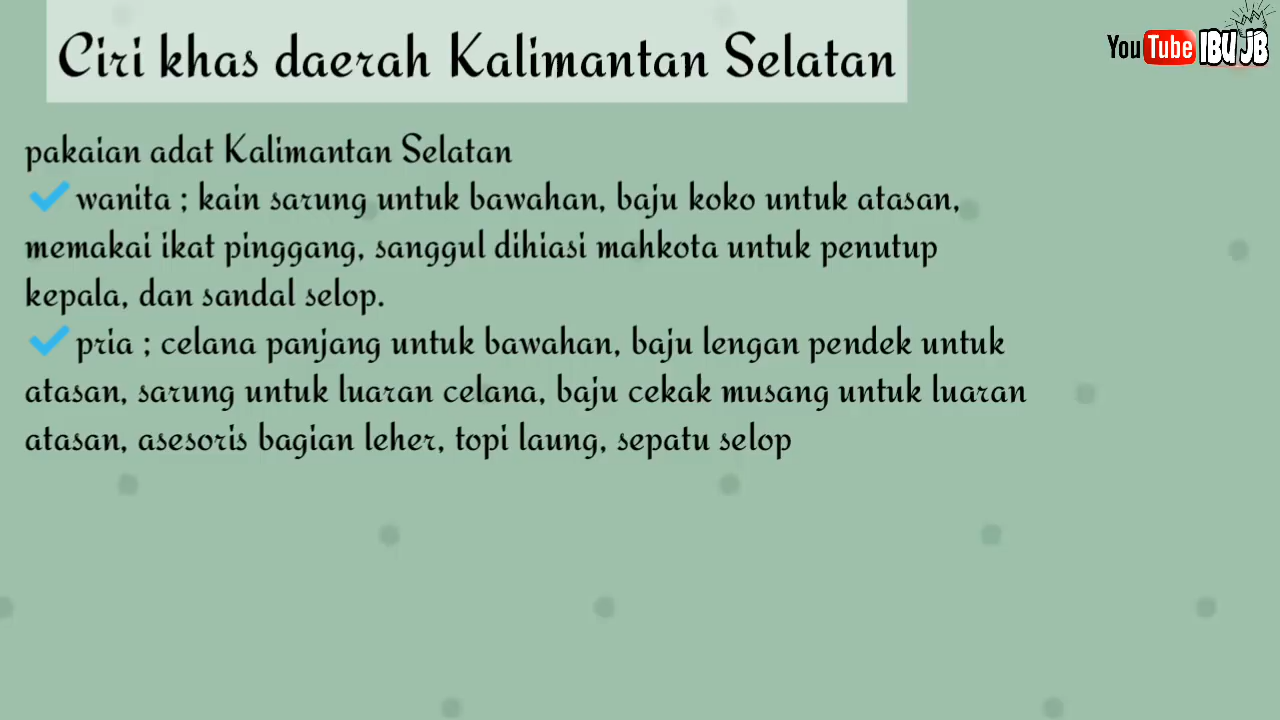 Ciri khas daerah Kalimantan Selatan
YouTube IBU JB
pakaian adat Kalimantan Selatan
✔ wanita ; kain sarung untuk bawahan, baju koko untuk atasan,
memakai ikat pinggang, sanggul dihiasi mahkota untuk penutup
kepala, dan sandal selop.
✔ pria ; celana panjang untuk bawahan, baju lengan pendek untuk
atasan, sarung untuk luaran celana, baju cekak musang untuk luaran
atasan, asesoris bagian leher, topi laung, sepatu selop